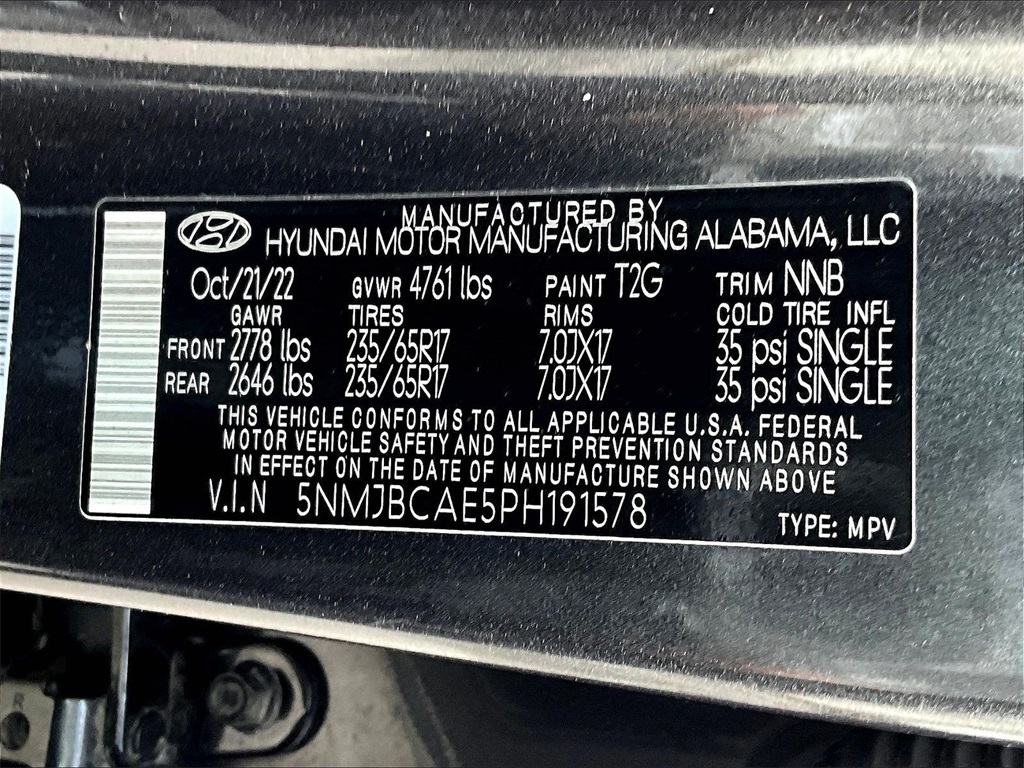 MANUFACTURED BY
HYUNDAI MOTOR MANUFACTURING ALABAMA, LLC
Oct/21/22 GVWR 4761 lbs PAINT T2G TRIM NNB
GAWR TIRES RIMS COLD TIRE INFL
FRONT 2778 lbs 235/65R17 7.0JX17 35 psi SINGLE
REAR 2646 lbs 235/65R17 7.0JX17 35 psi SINGLE
THIS VEHICLE CONFORMS TO ALL APPLICABLE U.S.A. FEDERAL
MOTOR VEHICLE SAFETY AND THEFT PREVENTION STANDARDS
IN EFFECT ON THE DATE OF MANUFACTURE SHOWN ABOVE
V.I.N 5NMJBCAE5PH191578
TYPE: MPV
R